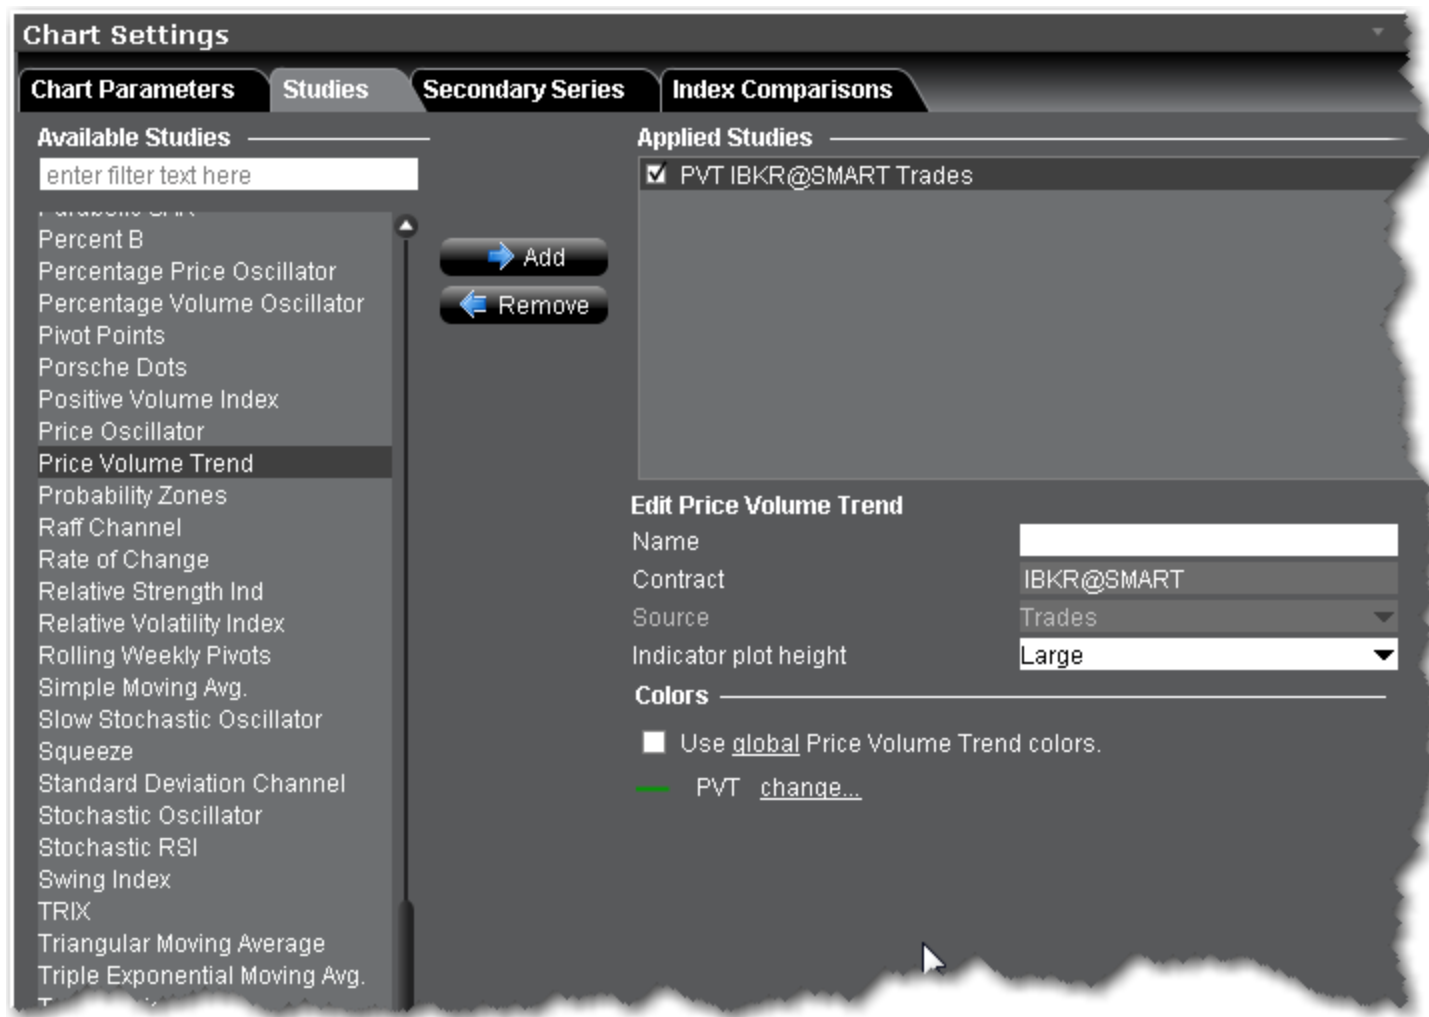 Chart Settings
Chart Parameters
Studies
Secondary Series
Index Comparisons
Available Studies
enter filter text here
Percent B
Percentage Price Oscillator
Percentage Volume Oscillator
Pivot Points
Porsche Dots
Positive Volume Index
Price Oscillator
Price Volume Trend
Probability Zones
Raff Channel
Rate of Change
Relative Strength Ind
Relative Volatility Index
Rolling Weekly Pivots
Simple Moving Avg.
Slow Stochastic Oscillator
Squeeze
Standard Deviation Channel
Stochastic Oscillator
Stochastic RSI
Swing Index
TRIX
Triangular Moving Average
Triple Exponential Moving Avg.
Add
Remove
Applied Studies
PVT IBKR@SMART Trades
Edit Price Volume Trend
Name
Contract IBKR@SMART
Source Trades
Indicator plot height Large
Colors
Use global Price Volume Trend colors.
PVT change...